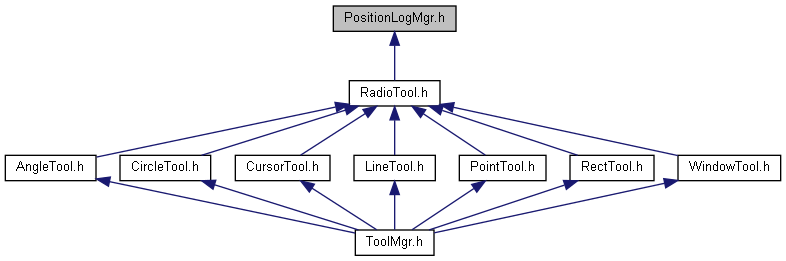 PositionLogMgr.h
RadioTool.h
AngleTool.h
CircleTool.h
CursorTool.h
LineTool.h
PointTool.h
RectTool.h
WindowTool.h
ToolMgr.h